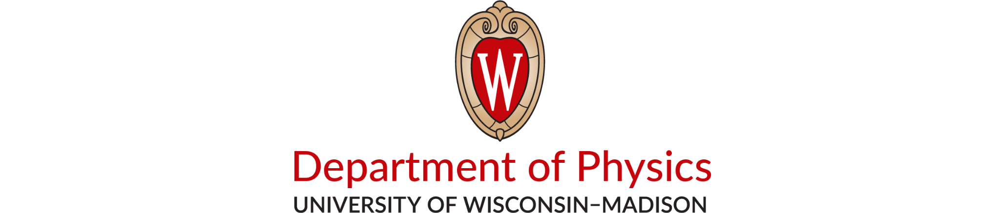 W
Department of Physics
UNIVERSITY OF WISCONSIN–MADISON